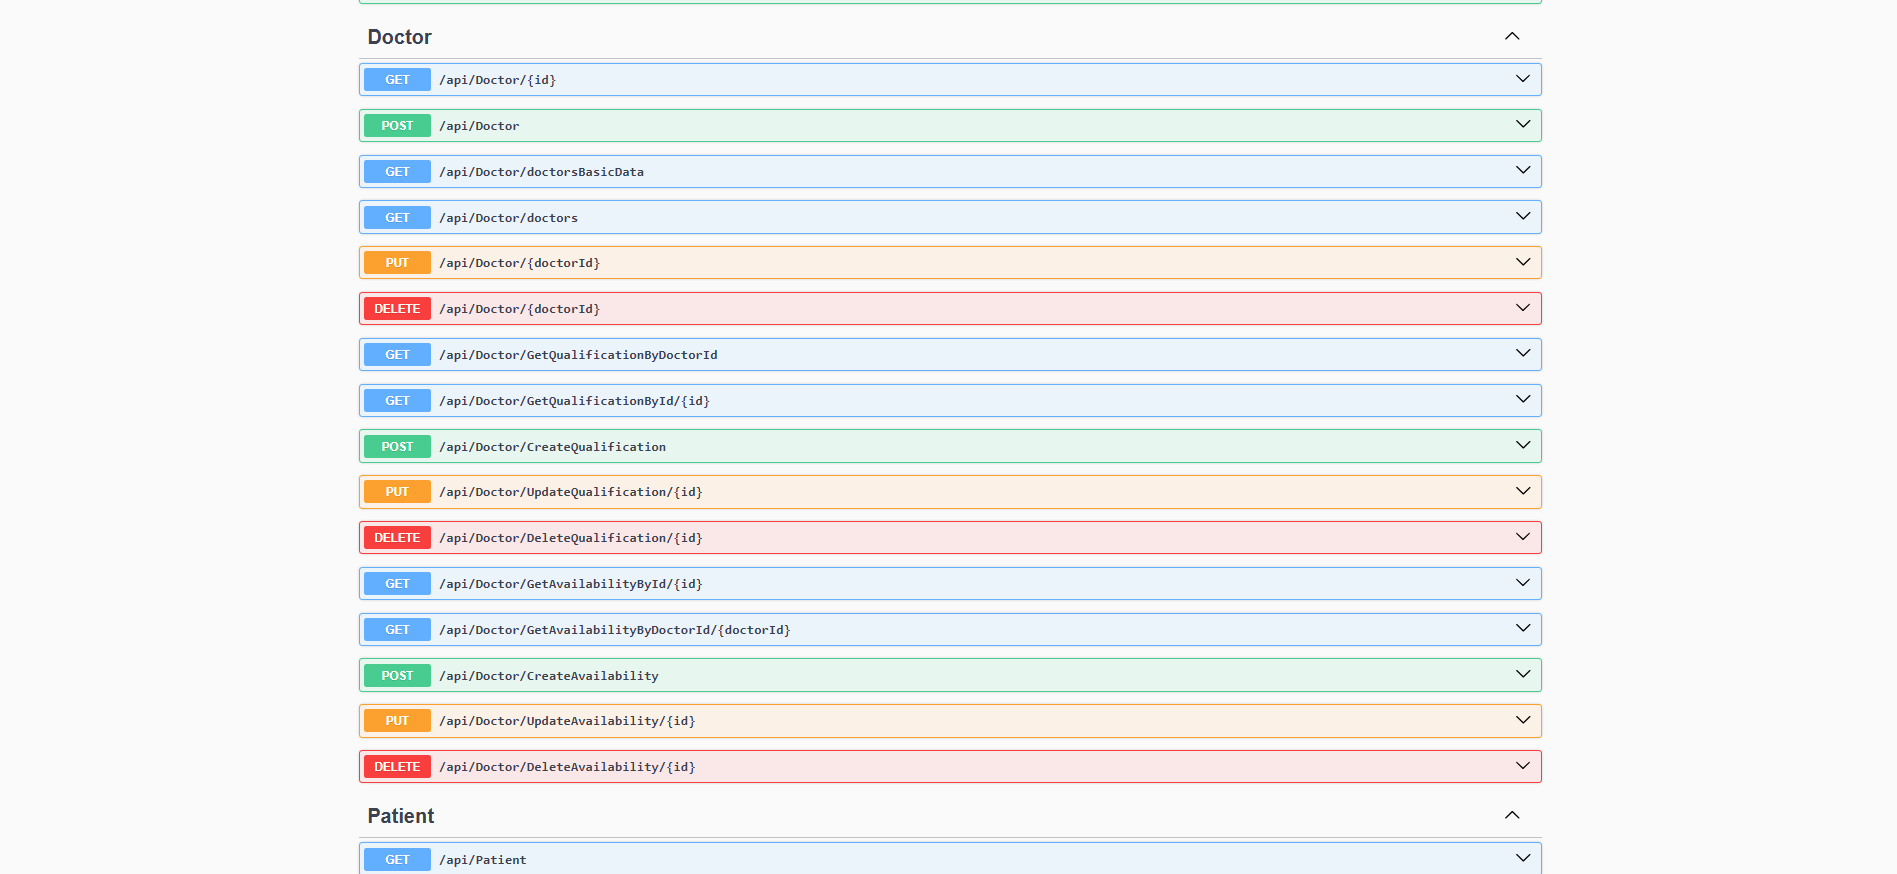 Doctor
GET /api/Doctor/{id}
POST /api/Doctor
GET /api/Doctor/doctorsBasicData
GET /api/Doctor/doctors
PUT /api/Doctor/{doctorId}
DELETE /api/Doctor/{doctorId}
GET /api/Doctor/GetQualificationByDoctorId
GET /api/Doctor/GetQualificationById/{id}
POST /api/Doctor/CreateQualification
PUT /api/Doctor/UpdateQualification/{id}
DELETE /api/Doctor/DeleteQualification/{id}
GET /api/Doctor/GetAvailabilityById/{id}
GET /api/Doctor/GetAvailabilityByDoctorId/{doctorId}
POST /api/Doctor/CreateAvailability
PUT /api/Doctor/UpdateAvailability/{id}
DELETE /api/Doctor/DeleteAvailability/{id}
Patient
GET /api/Patient